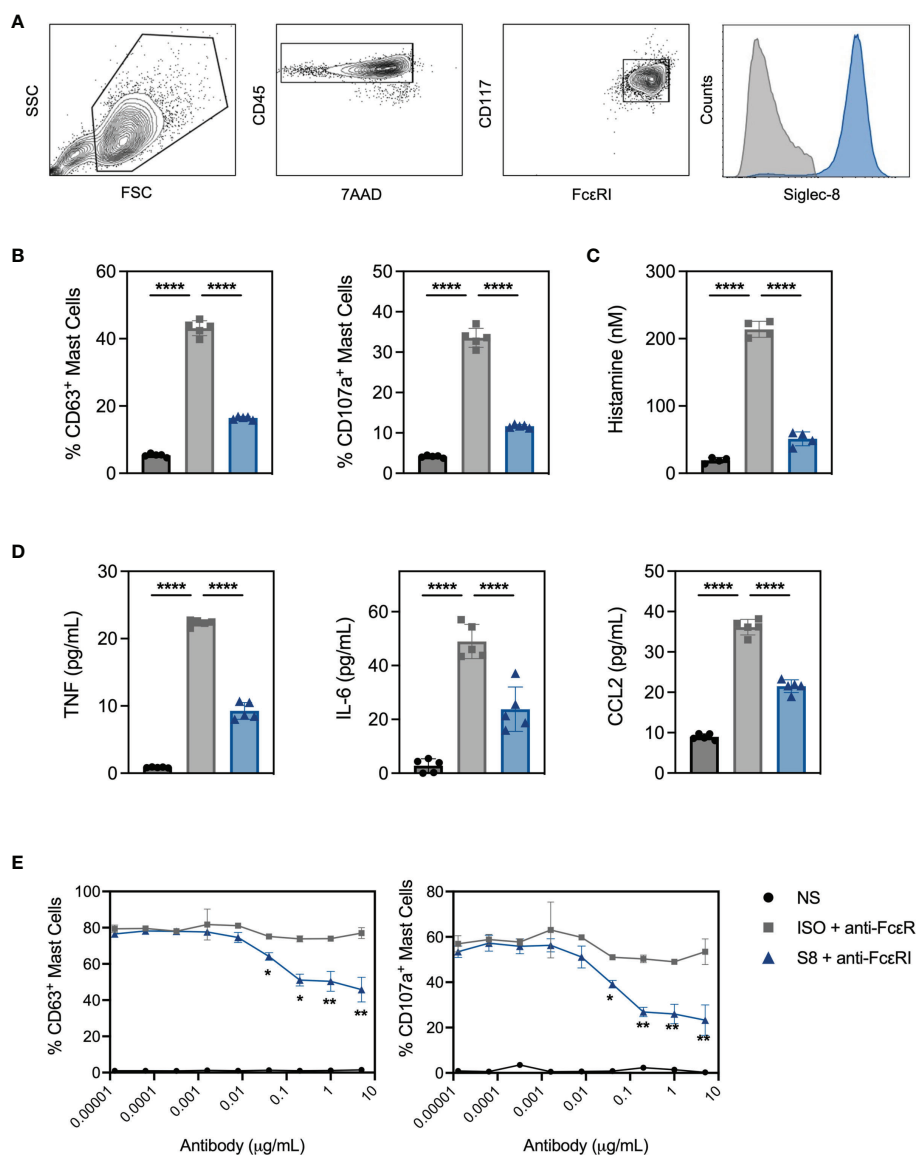 A
SSC
FSC
CD45
7AAD
CD117
FcεRI
Counts
Siglec-8
B
% CD63+ Mast Cells
60
40
20
0
****
****
% CD107a+ Mast Cells
50
40
30
20
10
0
****
****
C
Histamine (nM)
300
200
100
0
****
****
D
TNF (pg/mL)
30
20
10
0
****
****
IL-6 (pg/mL)
60
40
20
0
****
****
CCL2 (pg/mL)
50
40
30
20
10
0
****
****
E
% CD63+ Mast Cells
100
80
60
40
20
0
*
*
**
**
0.00001
0.0001
0.001
0.01
0.1
1
10
Antibody (μg/mL)
% CD107a+ Mast Cells
80
60
40
20
0
*
**
**
**
0.00001
0.0001
0.001
0.01
0.1
1
10
Antibody (μg/mL)
NS
ISO + anti-FcεR
S8 + anti-FcεRI